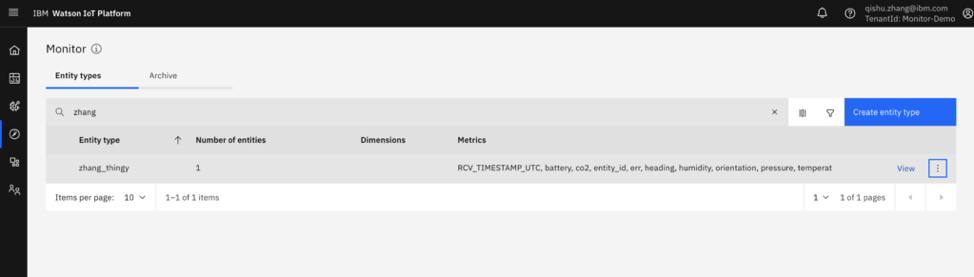 IBM Watson IoT Platform
qishu.zhang@ibm.com
TenantId: Monitor-Demo
Monitor
Entity types Archive
zhang
Create entity type
Entity type Number of entities Dimensions Metrics
zhang_thingy 1 RCV_TIMESTAMP_UTC, battery, co2, entity_id, err, heading, humidity, orientation, pressure, temperat View
Items per page: 10 1–1 of 1 items 1 1 of 1 pages